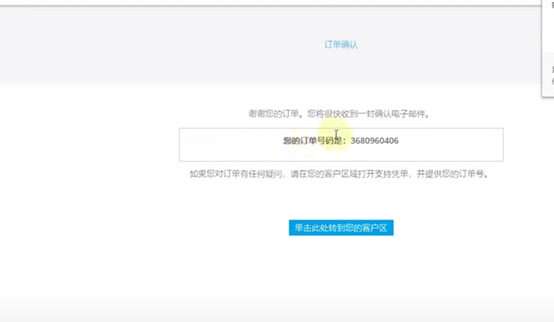 订单确认
谢谢您的订单。您将很快收到一封确认电子邮件。
您的订单号码是：3680960406
如果您对订单有任何疑问，请在您的客户区域打开支持凭单，并提供您的订单号。
单击此处转到您的客户区